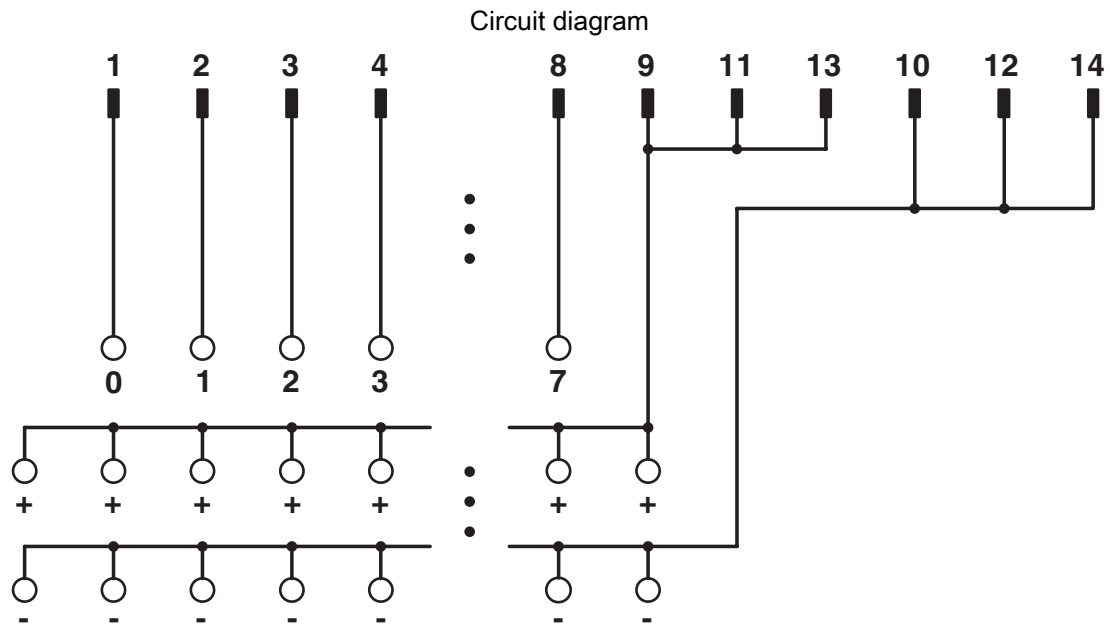 Circuit diagram
1 2 3 4 8 9 11 13 10 12 14
0 1 2 3 7
+ + + + + + +
- - - - - - -